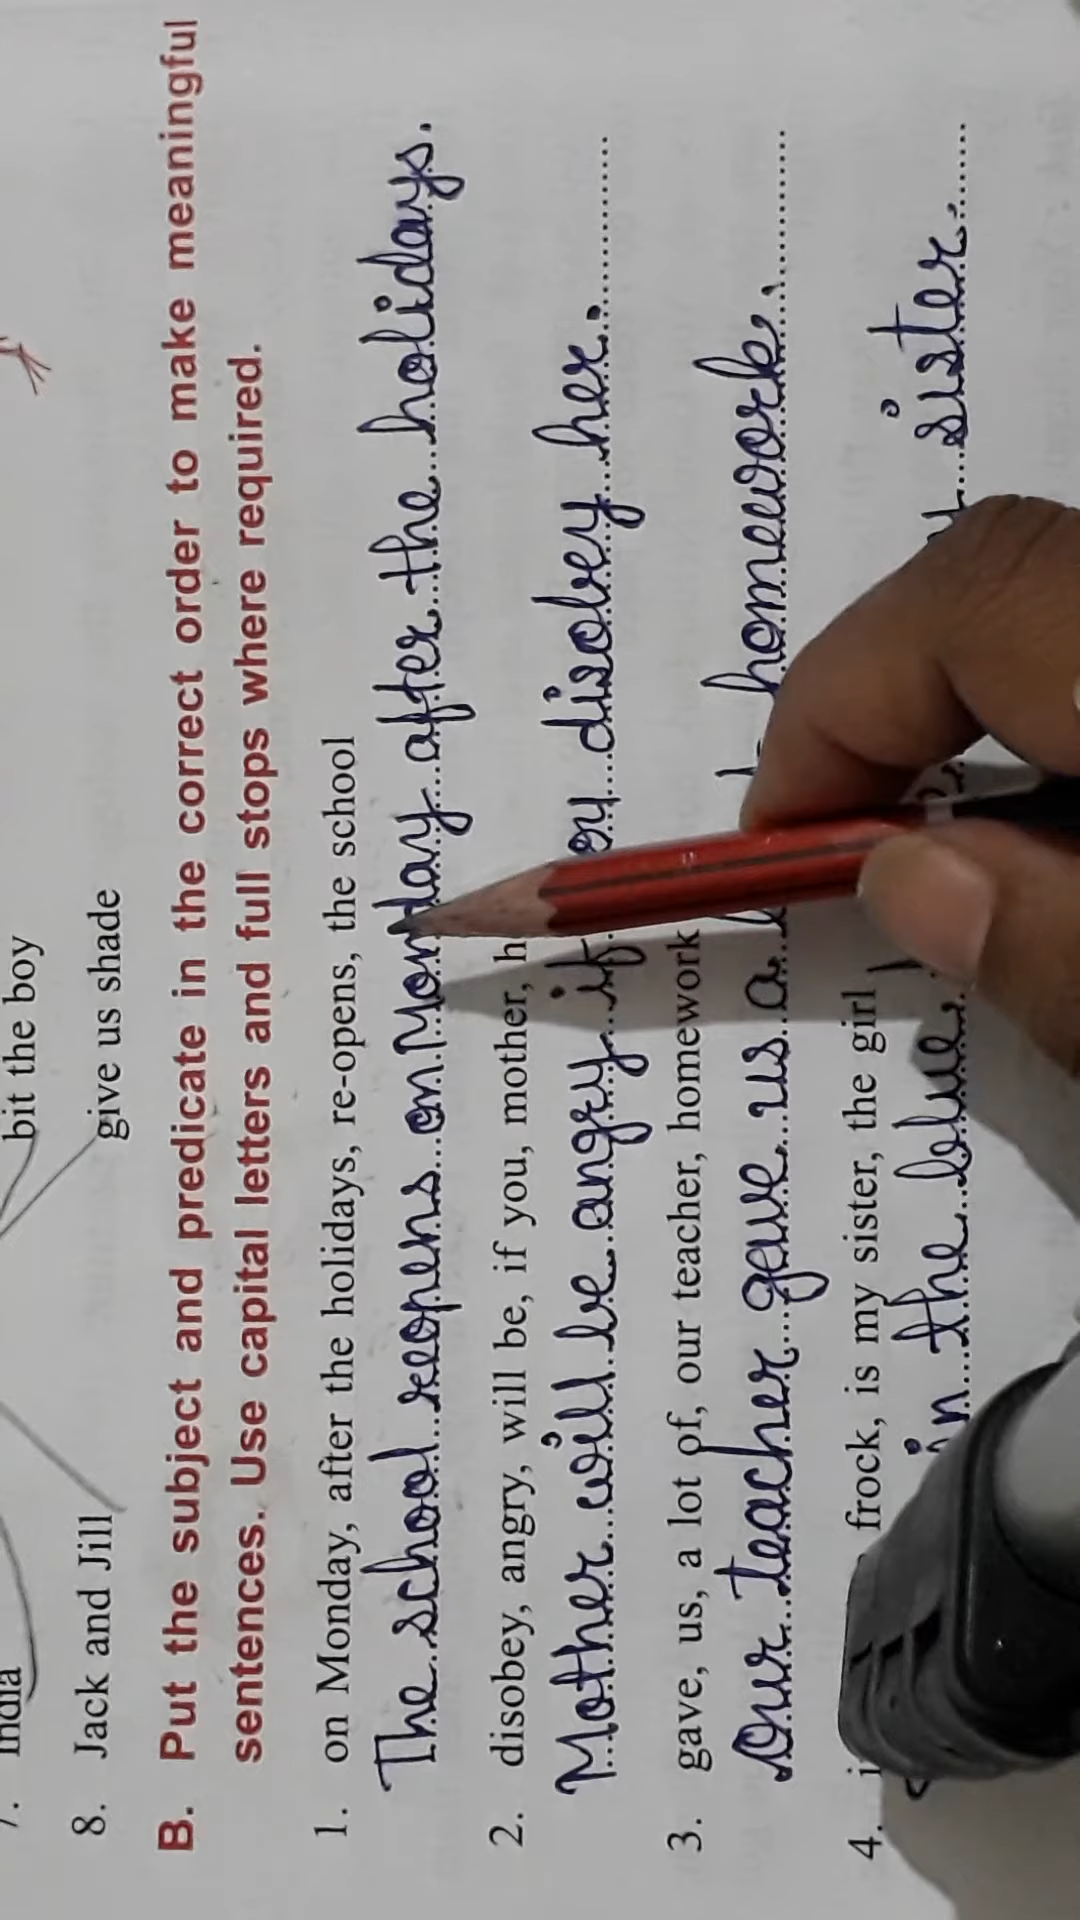 7. India
bit the boy
8. Jack and Jill
give us shade
B. Put the subject and predicate in the correct order to make meaningful
sentences. Use capital letters and full stops where required.
1. on Monday, after the holidays, re-opens, the school
The school reopens on Monday after the holidays.
2. disobey, angry, will be, if you, mother,
Mother will be angry if disobey her.
3. gave, us, a lot of, our teacher, homework
Our teacher gave us a homework.
4. frock, is my sister, the girl
in the blue sister.